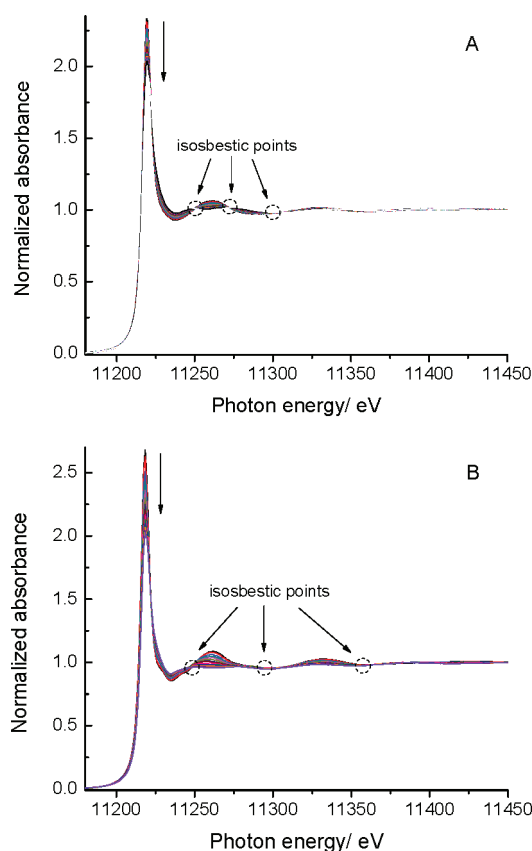 A
isosbestic points
Normalized absorbance
2.0
1.5
1.0
0.5
0.0
11200 11250 11300 11350 11400 11450
Photon energy/ eV
B
isosbestic points
Normalized absorbance
2.5
2.0
1.5
1.0
0.5
0.0
11200 11250 11300 11350 11400 11450
Photon energy/ eV